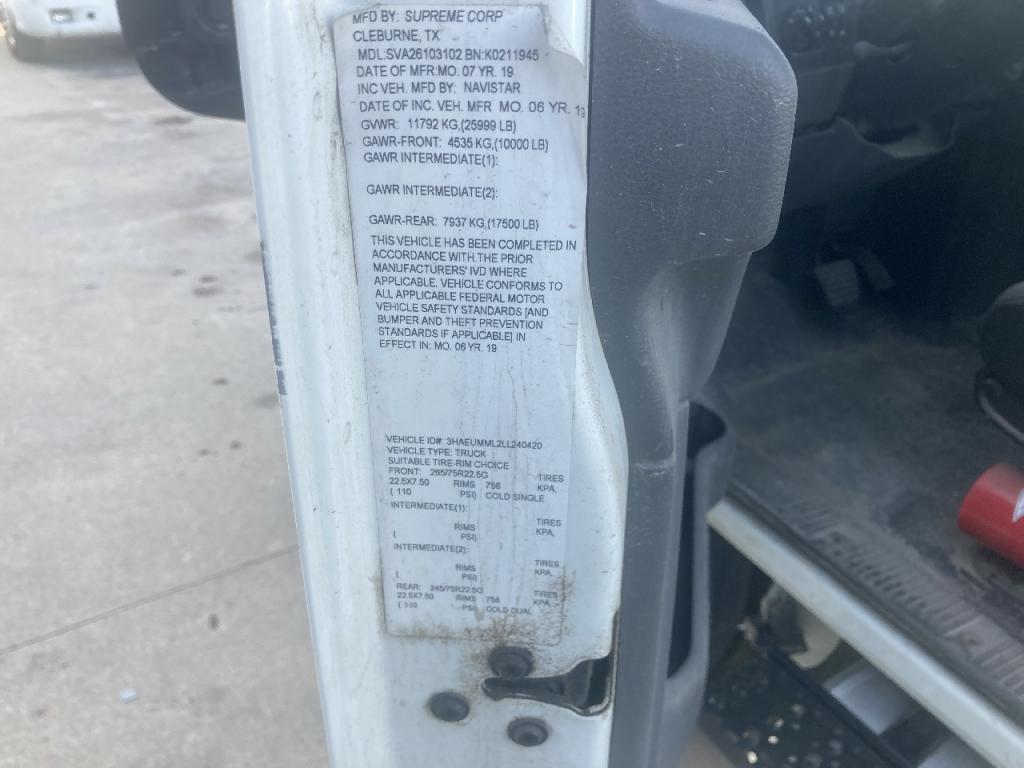 MFD BY: SUPREME CORP
CLEBURNE, TX
MDL:SVA26103102 BN:K0211945
DATE OF MFR:MO. 07 YR. 19
INC VEH. MFD BY: NAVISTAR
DATE OF INC. VEH. MFR MO. 06 YR. 19
GVWR: 11792 KG,(25999 LB)
GAWR-FRONT: 4535 KG,(10000 LB)
GAWR INTERMEDIATE(1):
GAWR INTERMEDIATE(2):
GAWR-REAR: 7937 KG,(17500 LB)
THIS VEHICLE HAS BEEN COMPLETED IN
ACCORDANCE WITH THE PRIOR
MANUFACTURERS' IVD WHERE
APPLICABLE. VEHICLE CONFORMS TO
ALL APPLICABLE FEDERAL MOTOR
VEHICLE SAFETY STANDARDS [AND
BUMPER AND THEFT PREVENTION
STANDARDS IF APPLICABLE] IN
EFFECT IN: MO. 06 YR. 19
VEHICLE ID#: 3HAEUMML2LL240420
VEHICLE TYPE: TRUCK
SUITABLE TIRE-RIM CHOICE
FRONT: 265/75R22.5G TIRES
22.5X7.50 RIMS 756 KPA,
( 110 PSI) COLD SINGLE
INTERMEDIATE(1):
TIRES
RIMS KPA,
( PSI)
INTERMEDIATE(2):
TIRES
RIMS KPA,
( PSI)
REAR: 245/75R22.5G TIRES
22.5X7.50 RIMS 756 KPA,
( 110 PSI) COLD DUAL